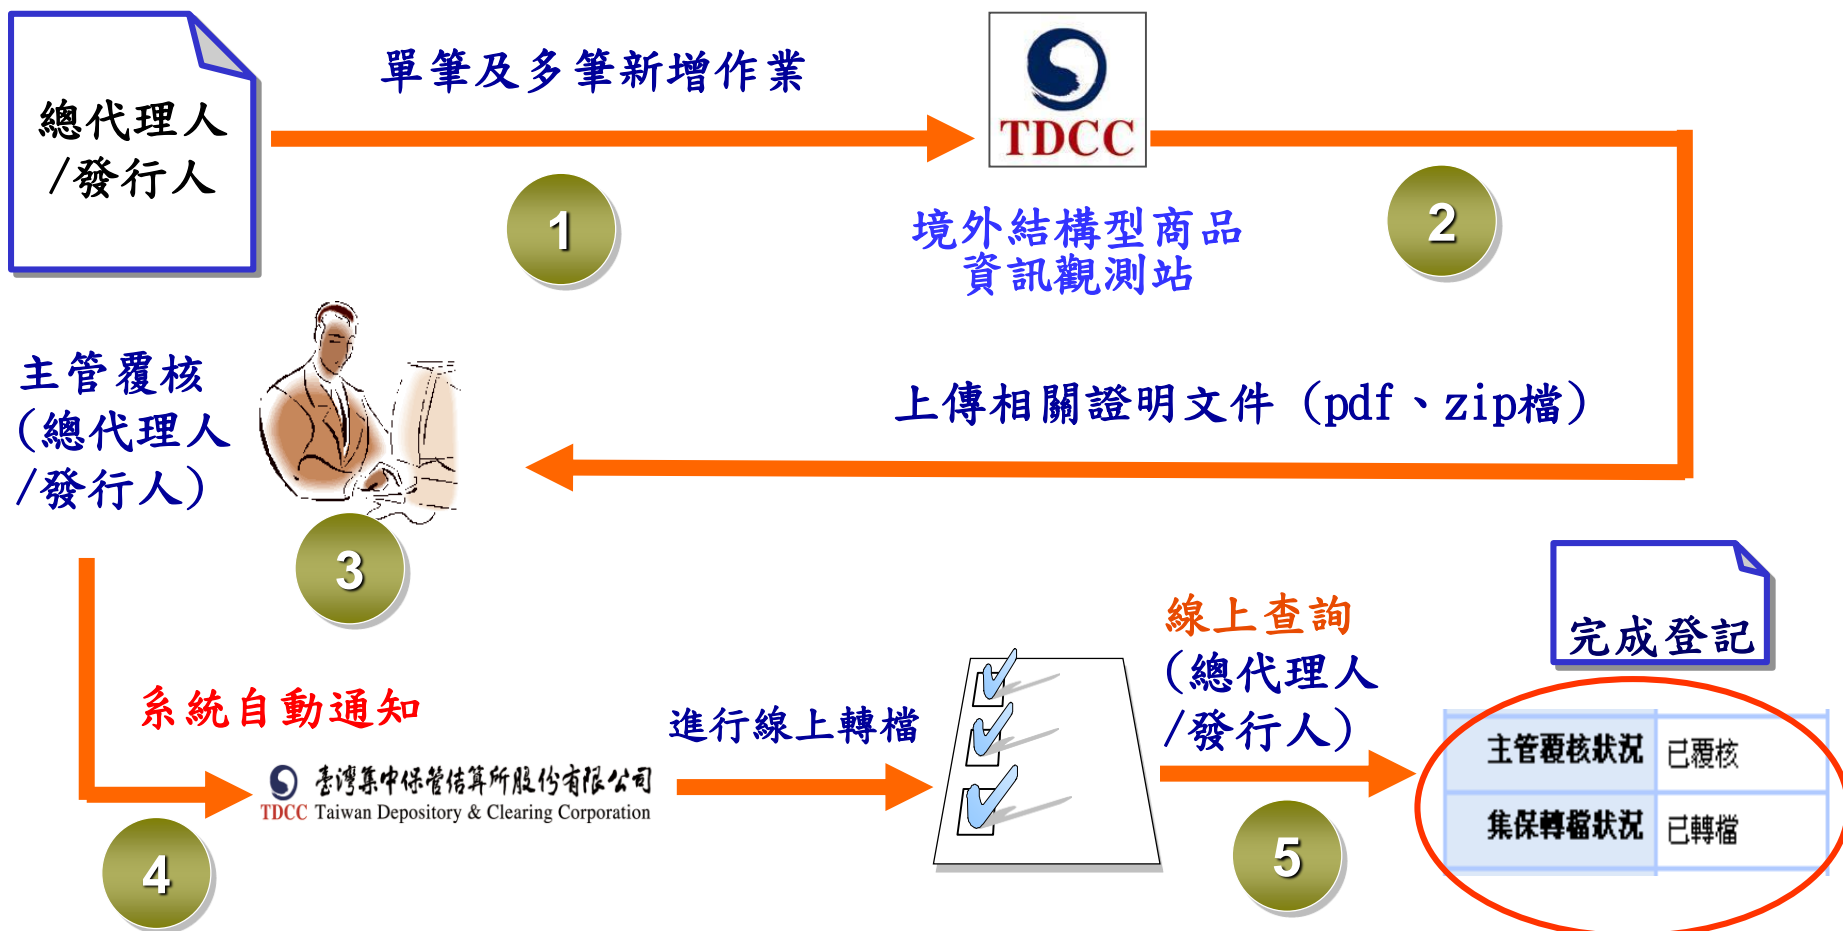 總代理人
/發行人
單筆及多筆新增作業
TDCC
1
2
境外結構型商品
資訊觀測站
主管覆核
(總代理人
/發行人)
上傳相關證明文件 (pdf、zip檔)
3
系統自動通知
4
臺灣集中保管結算所股份有限公司
TDCC Taiwan Depository & Clearing Corporation
進行線上轉檔
線上查詢
(總代理人
/發行人)
5
完成登記
主管覆核狀況 已覆核
集保轉檔狀況 已轉檔